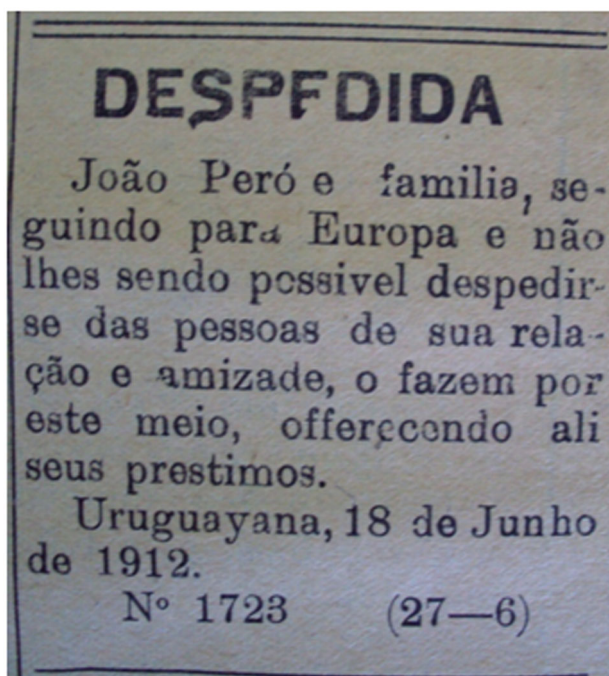 DESPEDIDA
João Peró e familia, se-
guindo para Europa e não
lhes sendo possivel despedir-
se das pessoas de sua rela-
ção e amizade, o fazem por
este meio, offerecendo ali
seus prestimos.
Uruguayana, 18 de Junho
de 1912.
Nº 1723 (27—6)